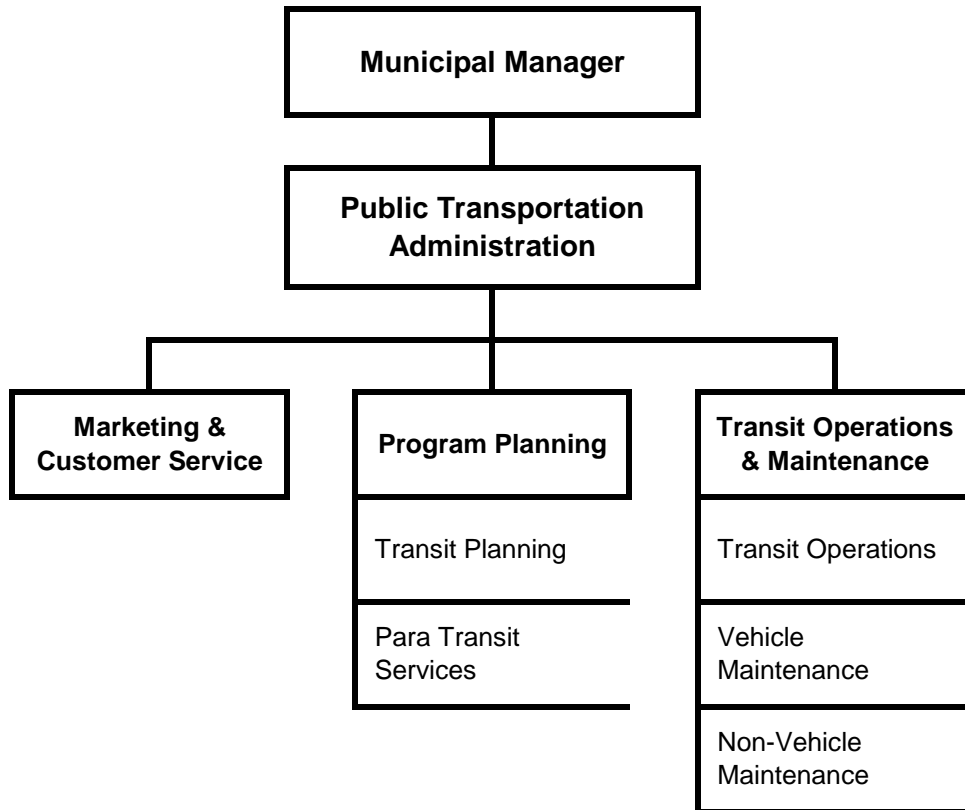 Municipal Manager
Public Transportation
Administration
Marketing &
Customer Service
Program Planning
Transit Planning
Para Transit
Services
Transit Operations
& Maintenance
Transit Operations
Vehicle
Maintenance
Non-Vehicle
Maintenance